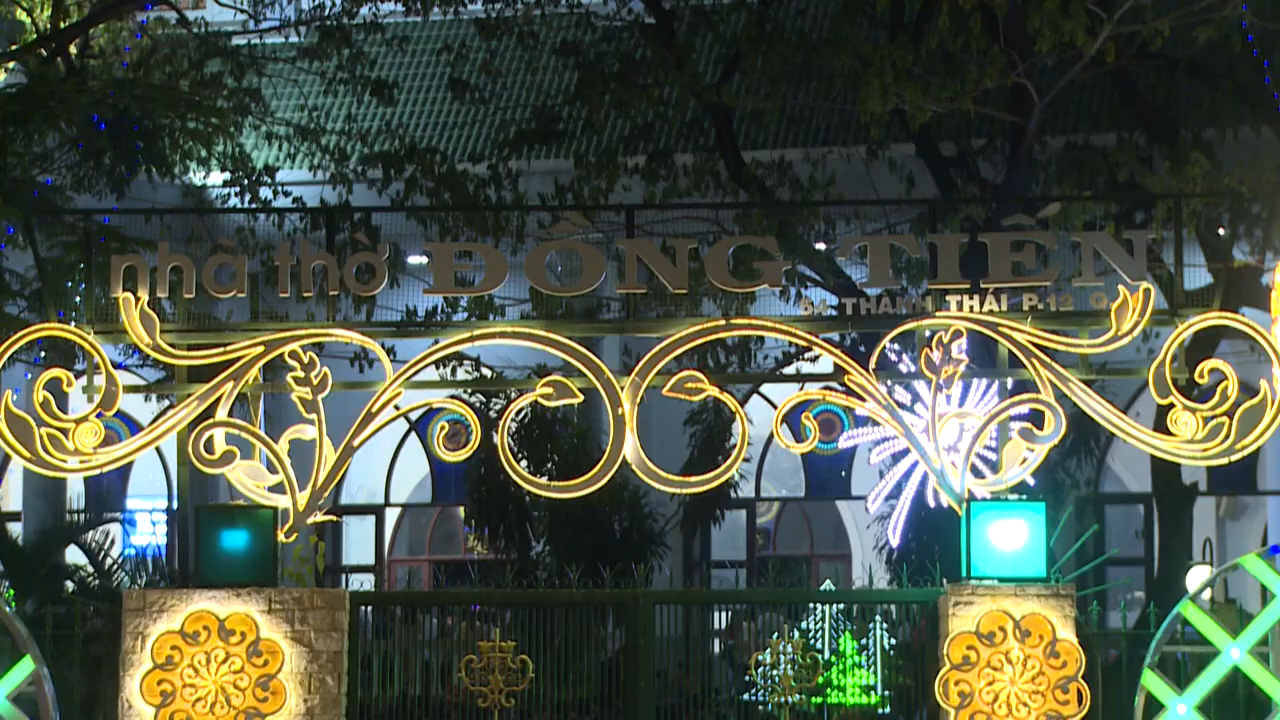 nhà thờ ĐỒNG TIẾN
54 THÀNH THÁI P.12 Q.